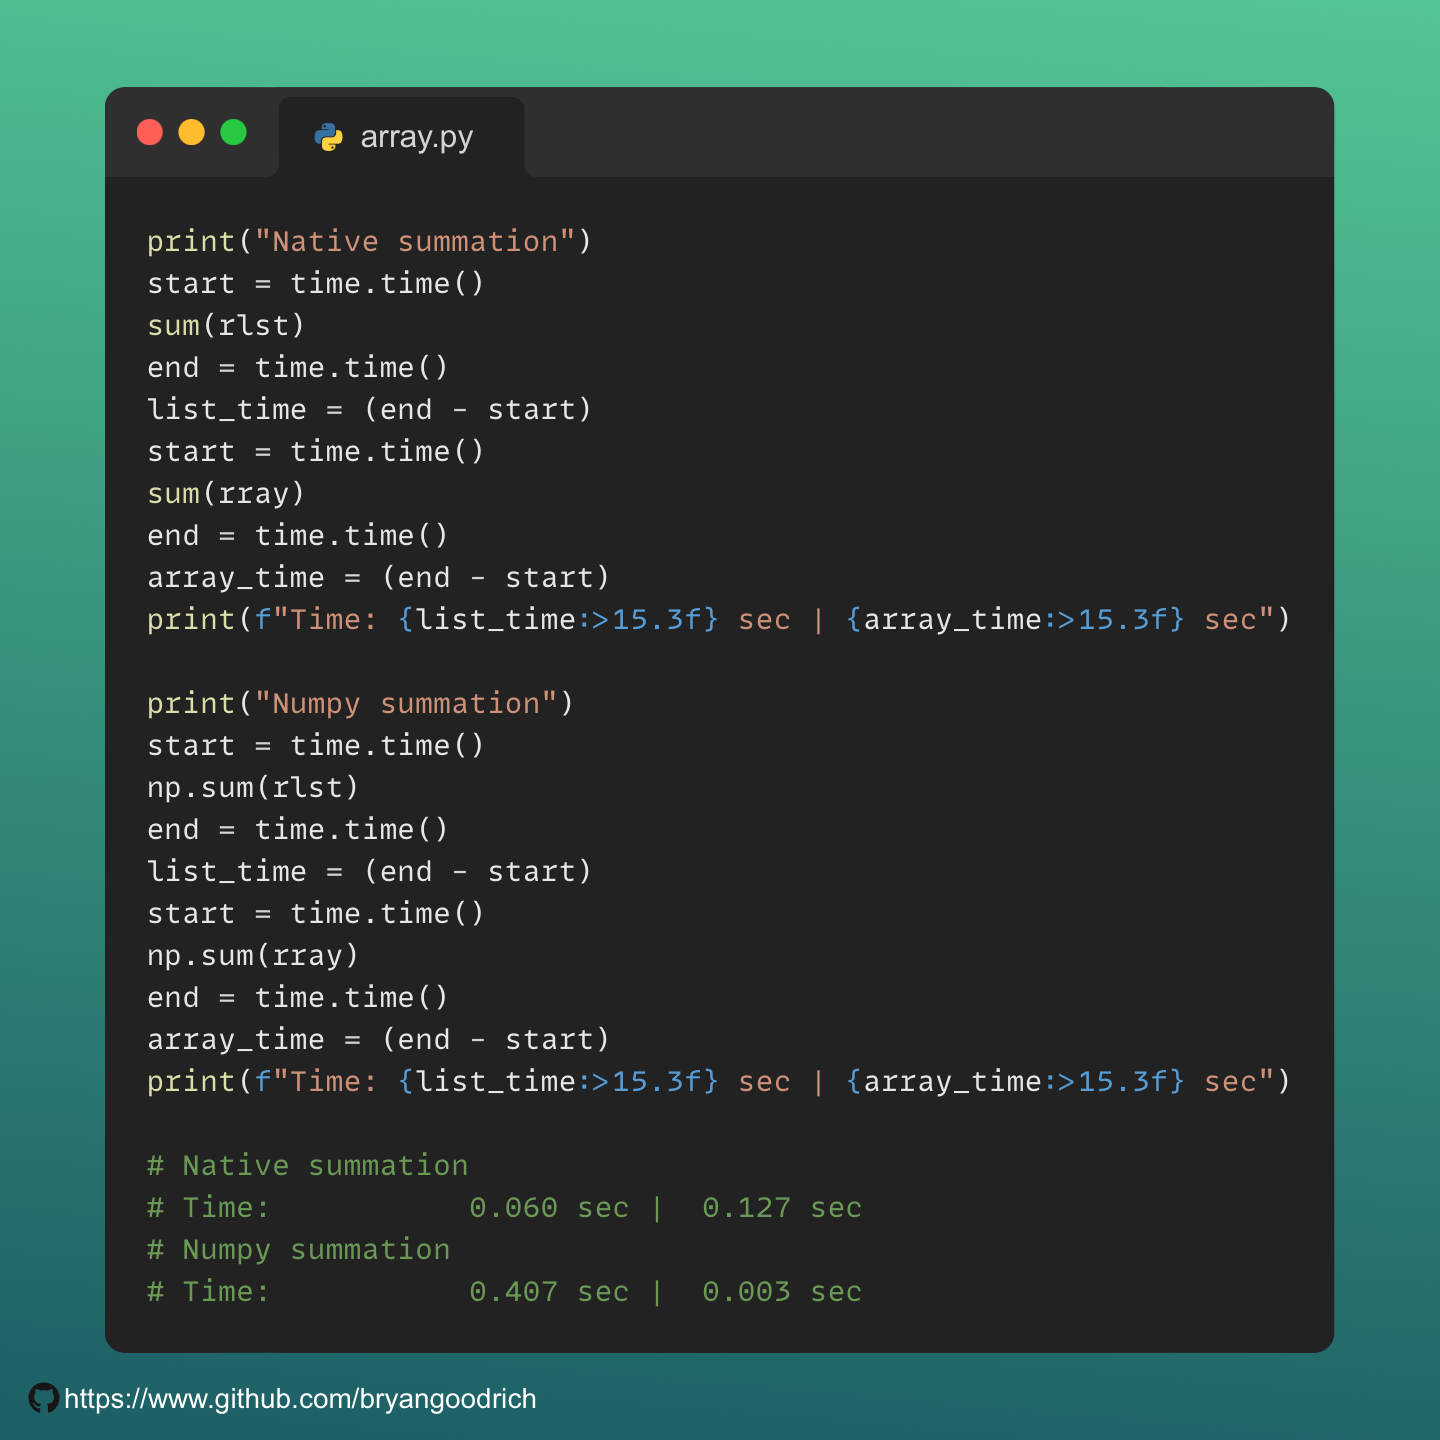 array.py
print("Native summation")
start = time.time()
sum(rlst)
end = time.time()
list_time = (end - start)
start = time.time()
sum(rray)
end = time.time()
array_time = (end - start)
print(f"Time: {list_time:>15.3f} sec | {array_time:>15.3f} sec")
print("Numpy summation")
start = time.time()
np.sum(rlst)
end = time.time()
list_time = (end - start)
start = time.time()
np.sum(rray)
end = time.time()
array_time = (end - start)
print(f"Time: {list_time:>15.3f} sec | {array_time:>15.3f} sec")
# Native summation
# Time:           0.060 sec |  0.127 sec
# Numpy summation
# Time:           0.407 sec |  0.003 sec
https://www.github.com/bryangoodrich